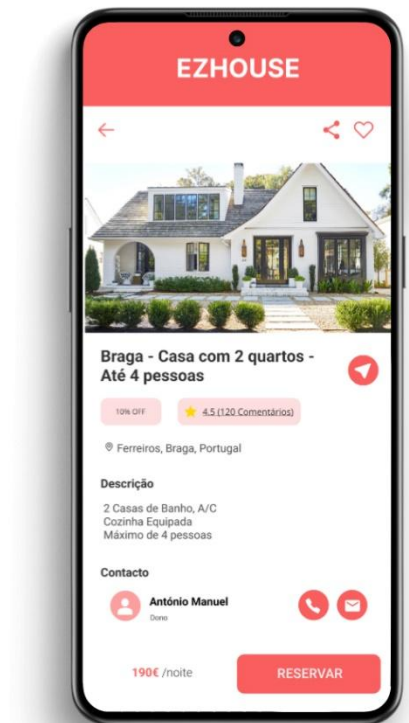 EZHOUSE
Braga - Casa com 2 quartos -
Até 4 pessoas
10% OFF
4.5 (120 Comentários)
Ferreiros, Braga, Portugal
Descrição
2 Casas de Banho, A/C
Cozinha Equipada
Máximo de 4 pessoas
Contacto
António Manuel
Dono
190€ /noite
RESERVAR